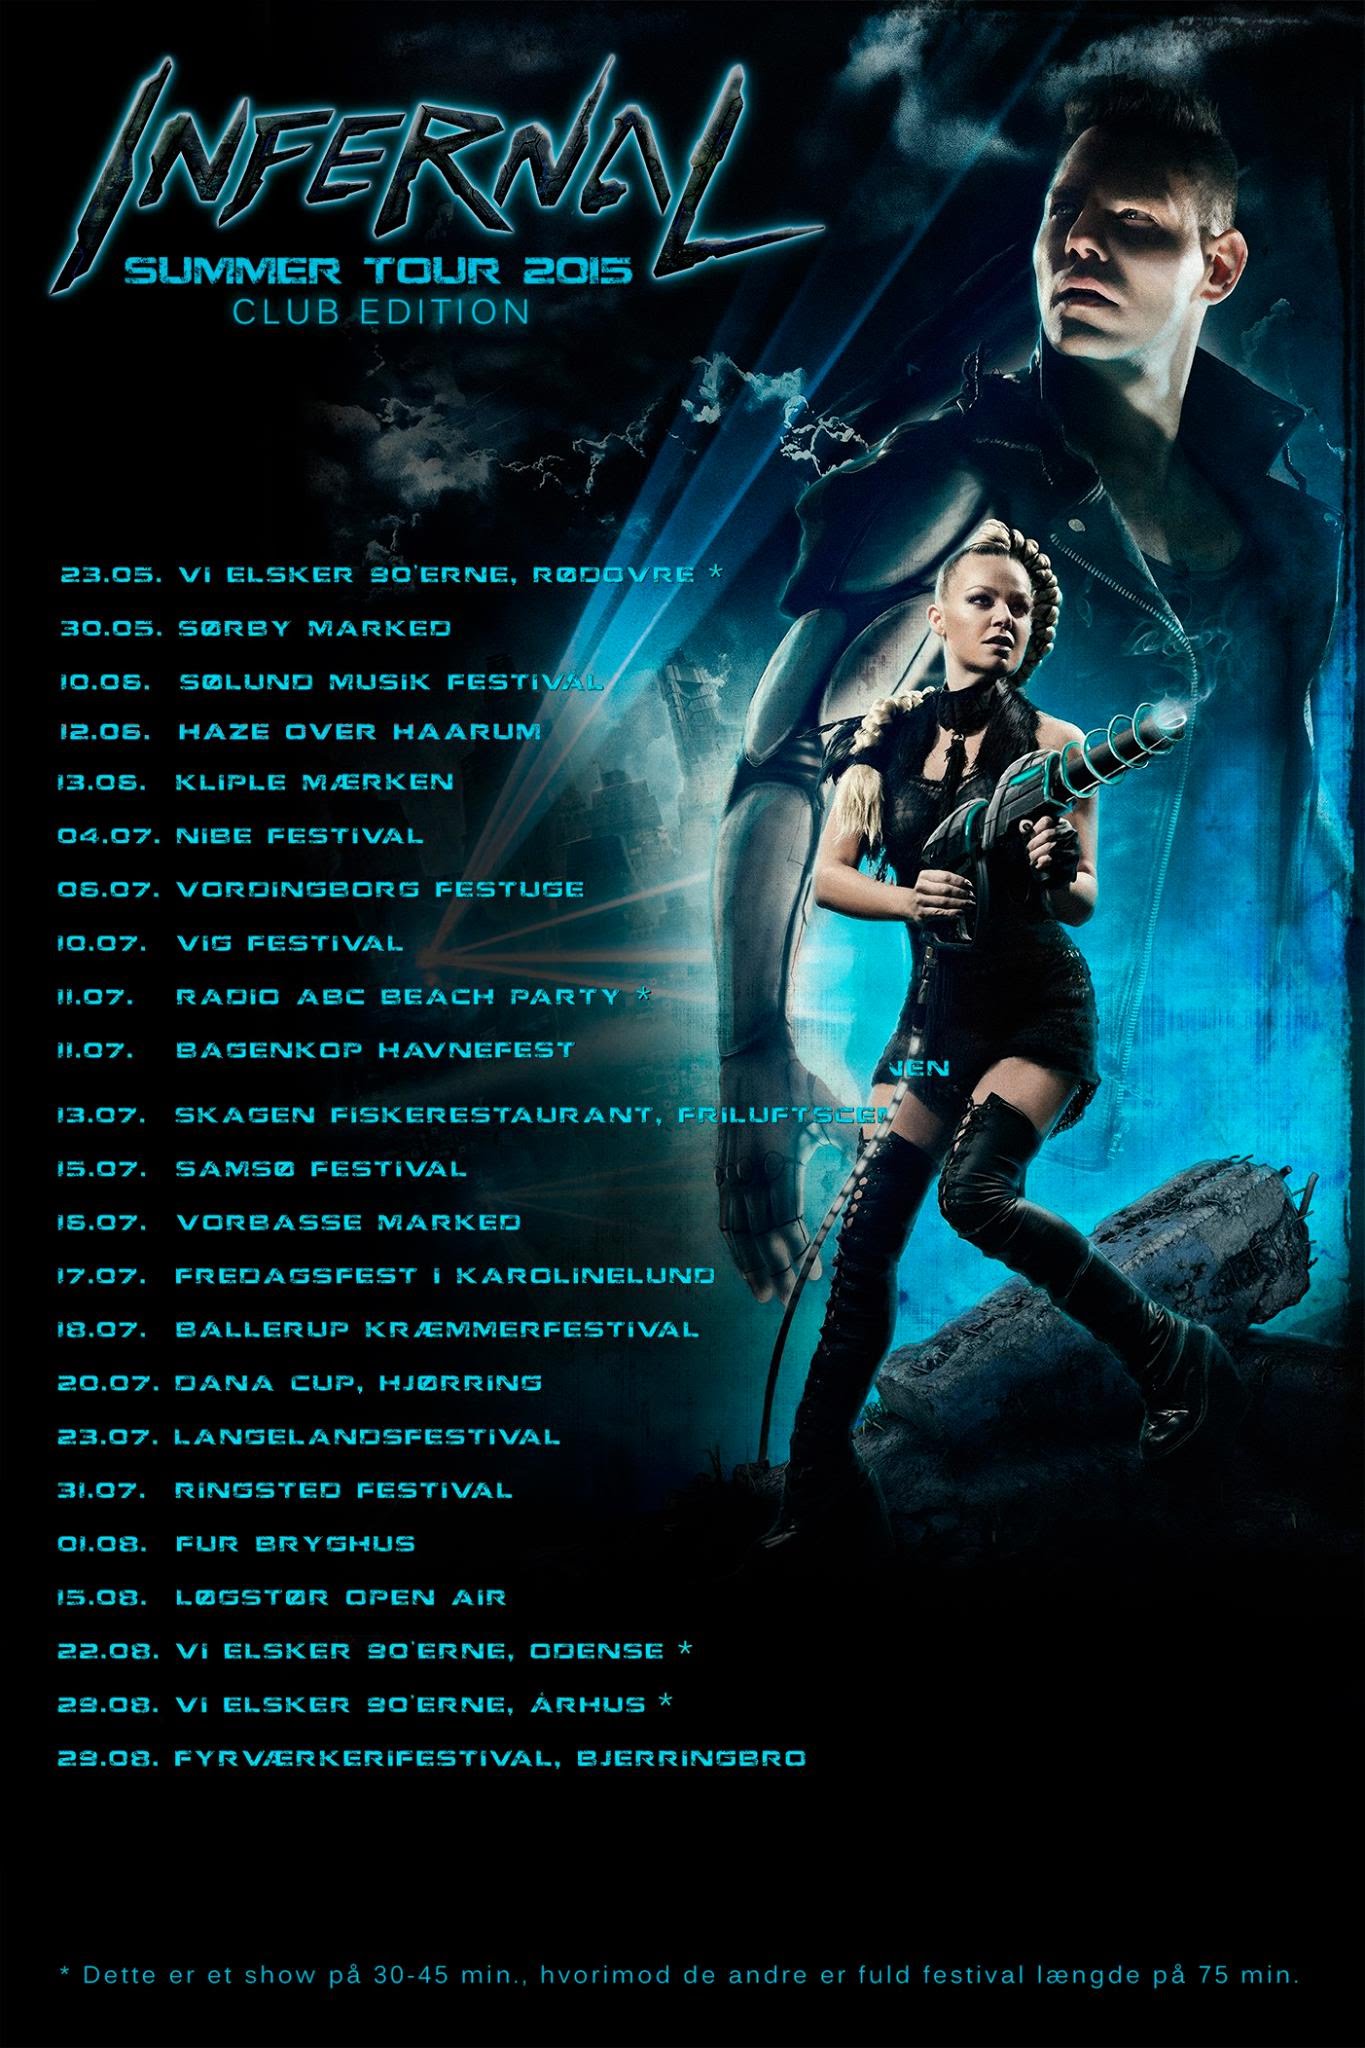 INFERNAL
SUMMER TOUR 2015
CLUB EDITION
23.05. VI ELSKER 90'ERNE, RØDOVRE *
30.05. SØRBY MARKED
10.06. SØLUND MUSIK FESTIVAL
12.06. HAZE OVER HAARUM
13.06. KLIPLE MÆRKEN
04.07. NIBE FESTIVAL
06.07. VORDINGBORG FESTUGE
10.07. VIG FESTIVAL
11.07. RADIO ABC BEACH PARTY *
11.07. BAGENKOP HAVNEFEST
NEN
13.07. SKAGEN FISKERESTAURANT, FRILUFTSCEN
15.07. SAMSØ FESTIVAL
16.07. VORBASSE MARKED
17.07. FREDAGSFEST I KAROLINELUND
18.07. BALLERUP KRÆMMERFESTIVAL
20.07. DANA CUP, HJØRRING
23.07. LANGELANDSFESTIVAL
31.07. RINGSTED FESTIVAL
01.08. FUR BRYGHUS
15.08. LØGSTØR OPEN AIR
22.08. VI ELSKER 90'ERNE, ODENSE *
29.08. VI ELSKER 90'ERNE, ÅRHUS *
29.08. FYRVÆRKERIFESTIVAL, BJERRINGBRO
* Dette er et show på 30-45 min., hvorimod de andre er fuld festival længde på 75 min.